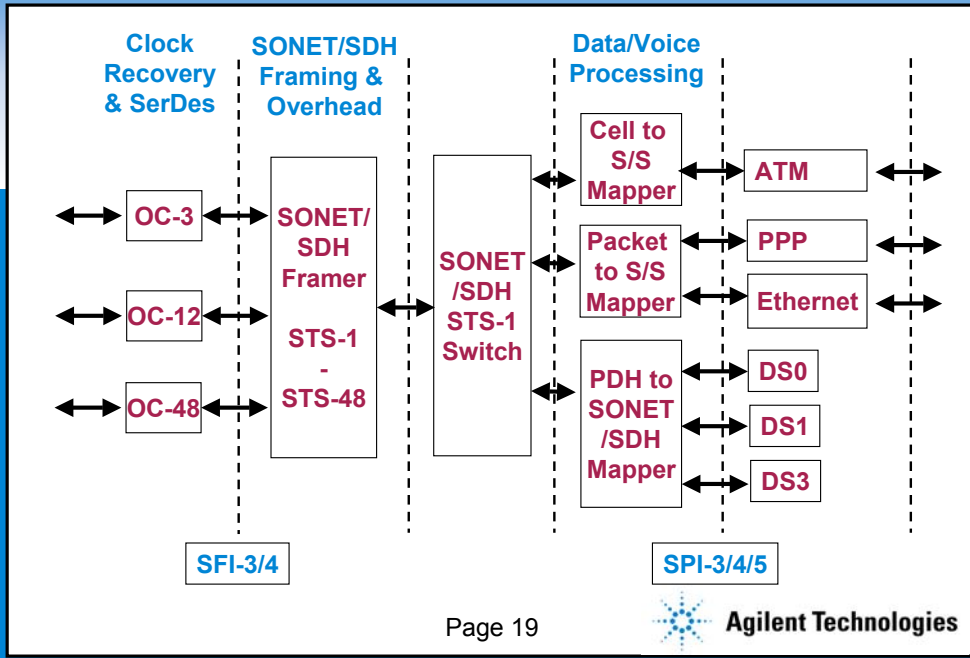 Clock
Recovery
& SerDes
SONET/SDH
Framing &
Overhead
Data/Voice
Processing
OC-3
OC-12
OC-48
SONET/
SDH
Framer
STS-1
-
STS-48
SONET
/SDH
STS-1
Switch
Cell to
S/S
Mapper
Packet
to S/S
Mapper
PDH to
SONET
/SDH
Mapper
ATM
PPP
Ethernet
DS0
DS1
DS3
SFI-3/4
SPI-3/4/5
Page 19
Agilent Technologies